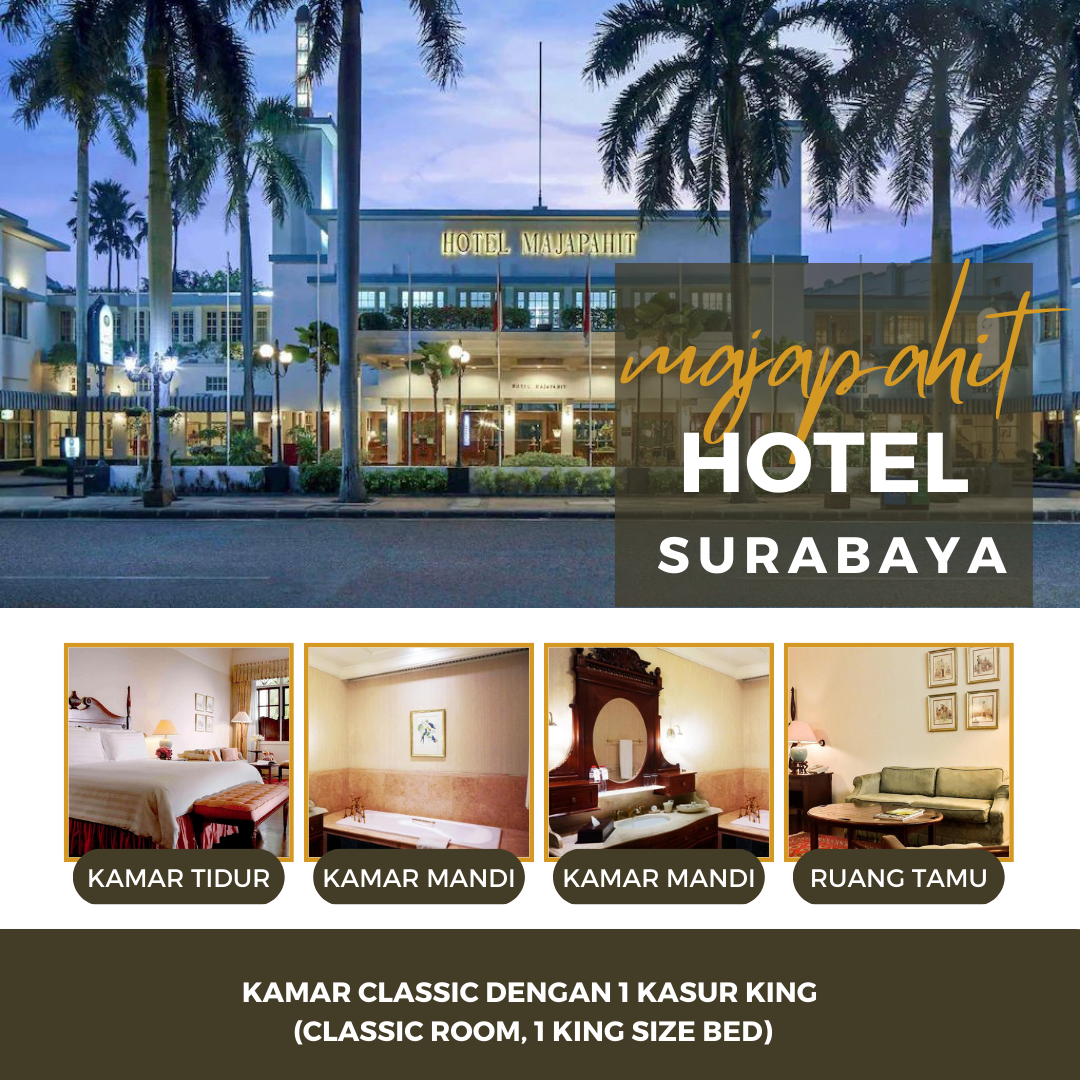 HOTEL MAJAPAHIT
HOTEL MAJAPAHIT
majapahit
HOTEL
SURABAYA
KAMAR TIDUR
KAMAR MANDI
KAMAR MANDI
RUANG TAMU
KAMAR CLASSIC DENGAN 1 KASUR KING
(CLASSIC ROOM, 1 KING SIZE BED)